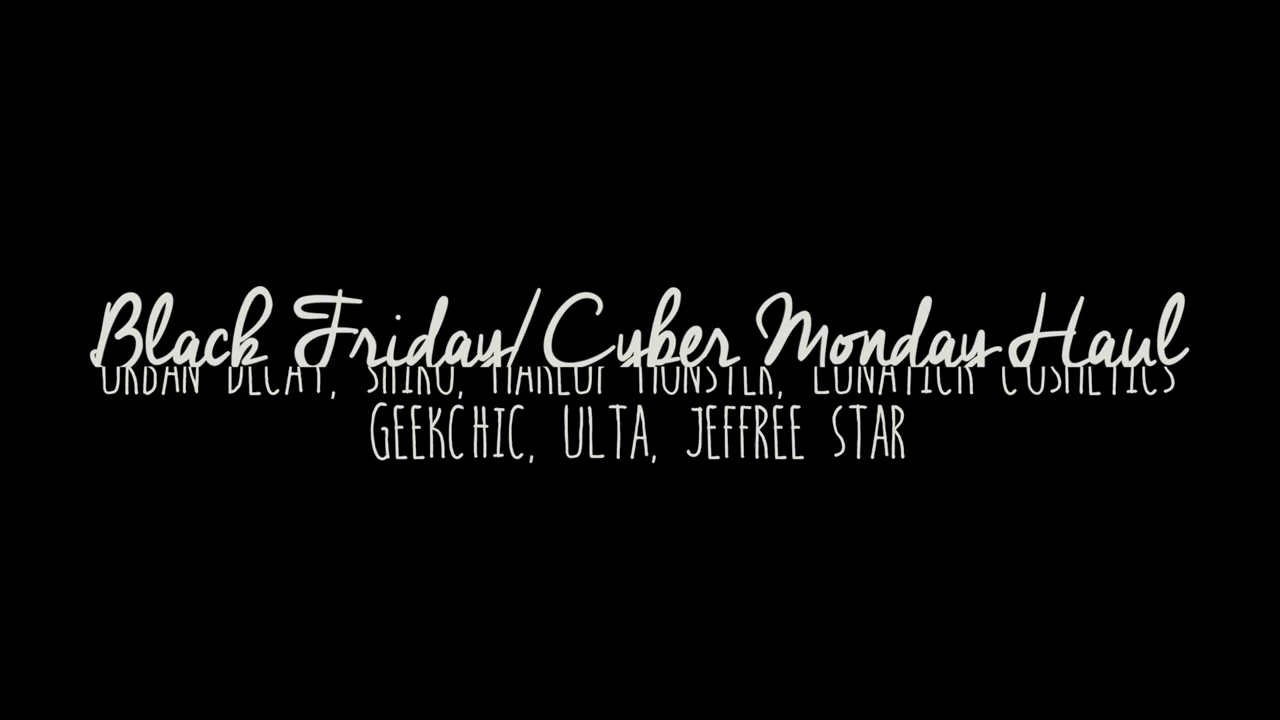 Black Friday/Cyber Monday Haul
URBAN DECAY, SHIRO, MAKEUP MONSTER, LUNATICK COSMETICS
GEEKCHIC, ULTA, JEFFREE STAR